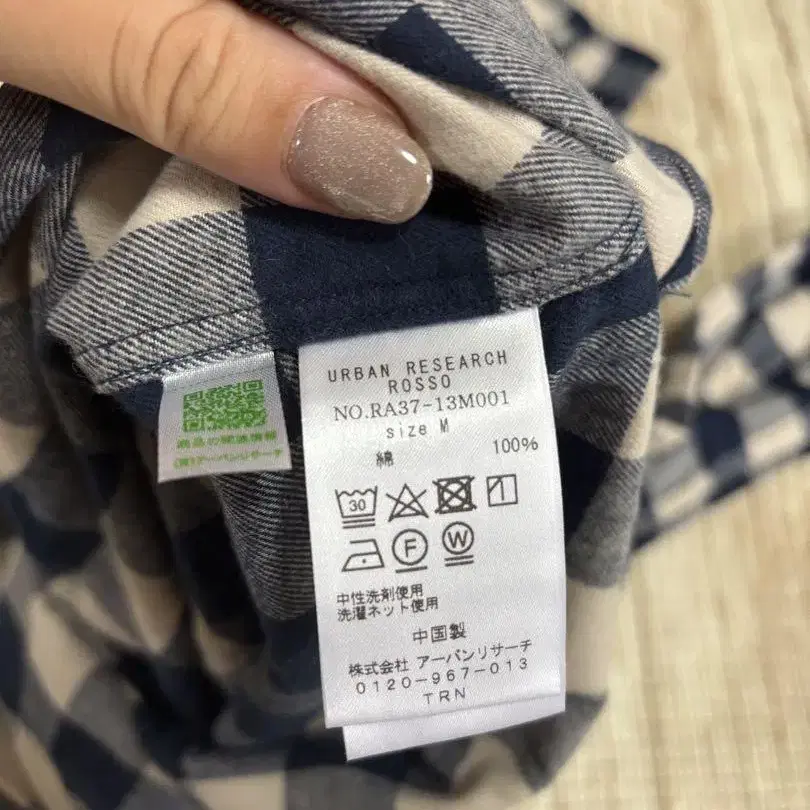 URBAN RESEARCH
ROSSO
NO.RA37-13M001
size M
綿 100%
30
F W
中性洗剤使用
洗濯ネット使用
中国製
株式会社 アーバンリサーチ
0120-967-013
TRN
商品の関連情報
(株)アーバンリサーチ